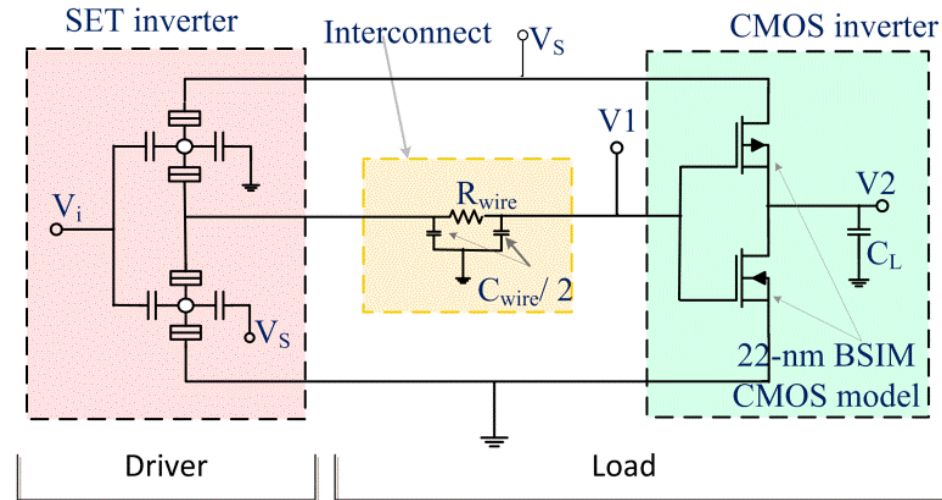 SET inverter
Interconnect
V_S
CMOS inverter
V1
V_i
R_wire
V2
C_L
C_wire/ 2
V_S
22-nm BSIM
CMOS model
Driver
Load